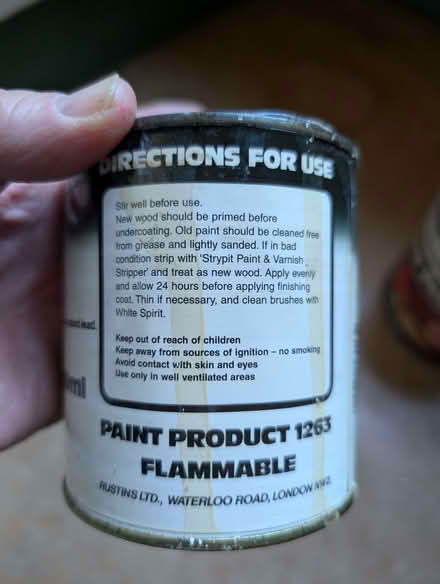 DIRECTIONS FOR USE
Stir well before use.
New wood should be primed before
undercoating. Old paint should be cleaned free
from grease and lightly sanded. If in bad
condition strip with 'Strypit Paint & Varnish
Stripper' and treat as new wood. Apply evenly
and allow 24 hours before applying finishing
coat. Thin if necessary, and clean brushes with
White Spirit.
Keep out of reach of children
Keep away from sources of ignition – no smoking
Avoid contact with skin and eyes
Use only in well ventilated areas
lead.
ml
PAINT PRODUCT 1263
FLAMMABLE
RUSTINS LTD., WATERLOO ROAD, LONDON